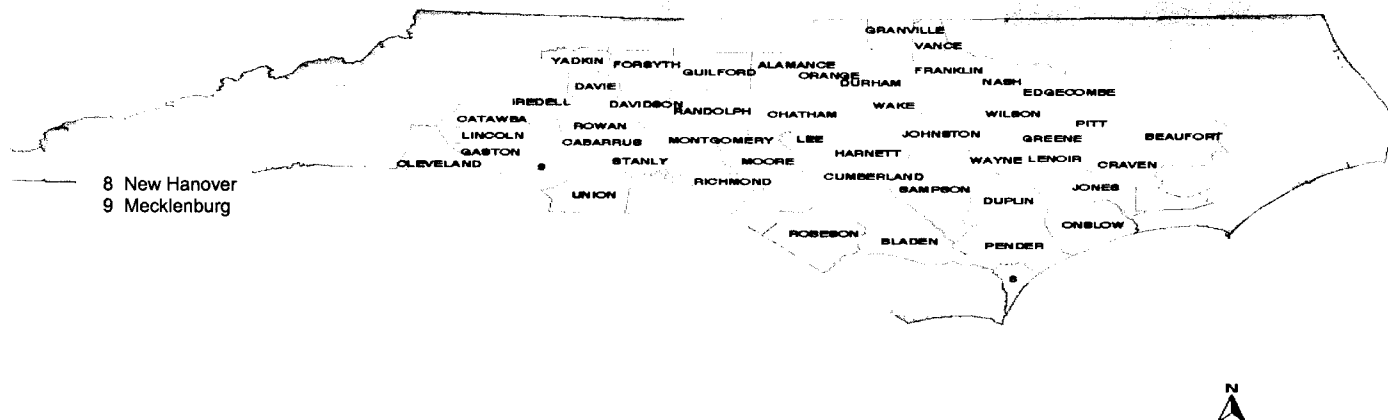 GRANVILLE
VANCE
YADKIN FORSYTH GUILFORD ALAMANCE ORANGE DURHAM FRANKLIN NASH
DAVIE EDGECOMBE
IREDELL DAVIDSON RANDOLPH CHATHAM WAKE WILSON
CATAWBA ROWAN PITT
LINCOLN CABARRUS MONTGOMERY LEE JOHNSTON GREENE BEAUFORT
GASTON HARNETT
CLEVELAND STANLY MOORE WAYNE LENOIR CRAVEN
8 New Hanover
9 Mecklenburg
RICHMOND CUMBERLAND
UNION SAMPSON DUPLIN JONES
ROBESON BLADEN PENDER ONSLOW
N